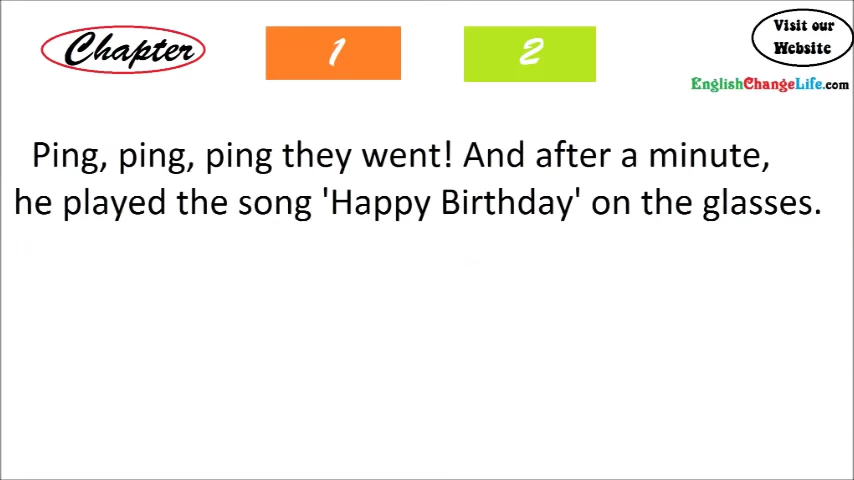 Chapter
1
2
Visit our
Website
EnglishChangeLife.com
Ping, ping, ping they went! And after a minute,
he played the song 'Happy Birthday' on the glasses.